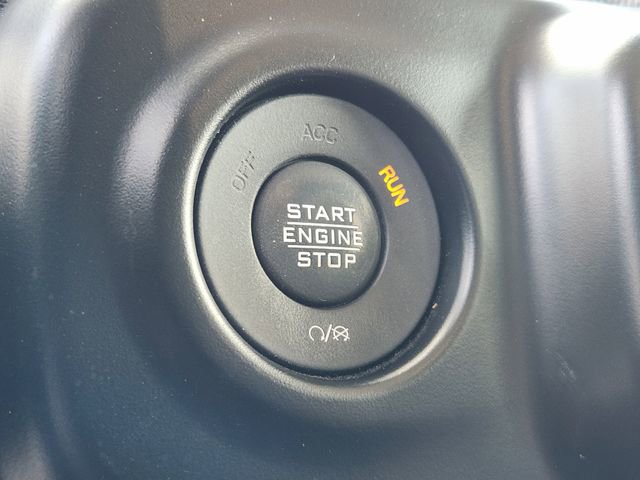 OFF
ACC
RUN
START
ENGINE
STOP